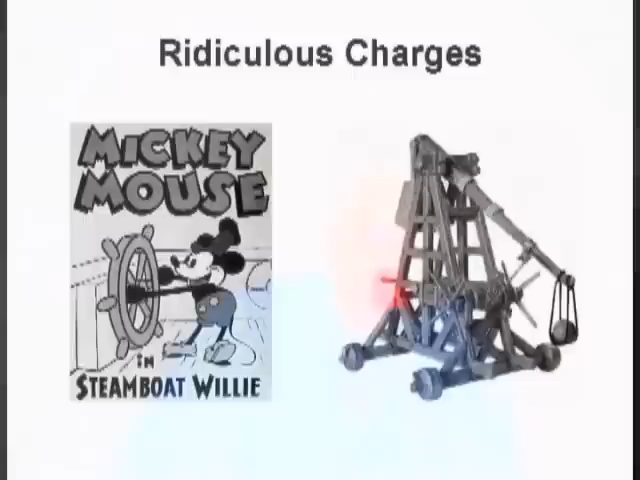 Ridiculous Charges
MICKEY
MOUSE
IN
STEAMBOAT WILLIE